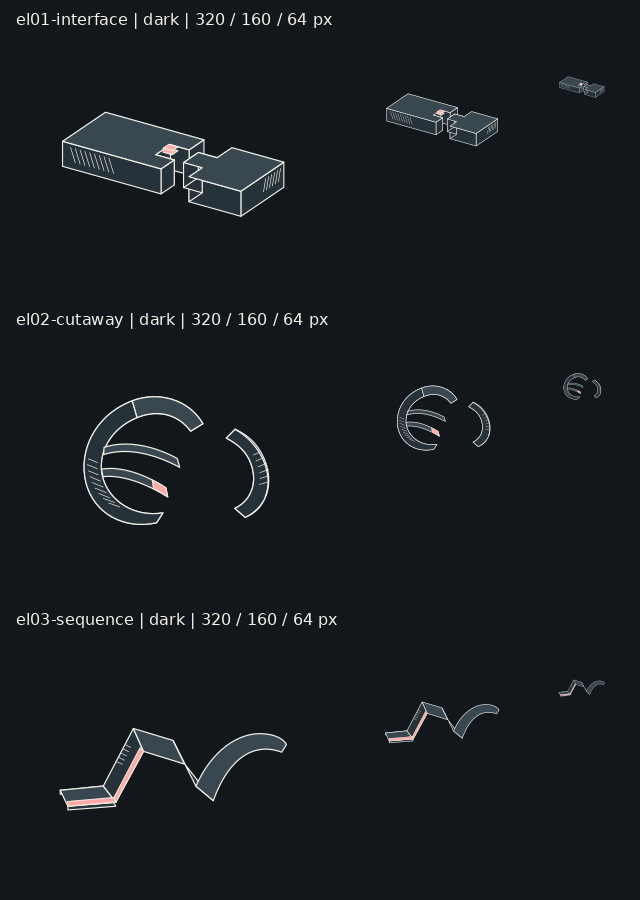 el01-interface | dark | 320 / 160 / 64 px
el02-cutaway | dark | 320 / 160 / 64 px
el03-sequence | dark | 320 / 160 / 64 px